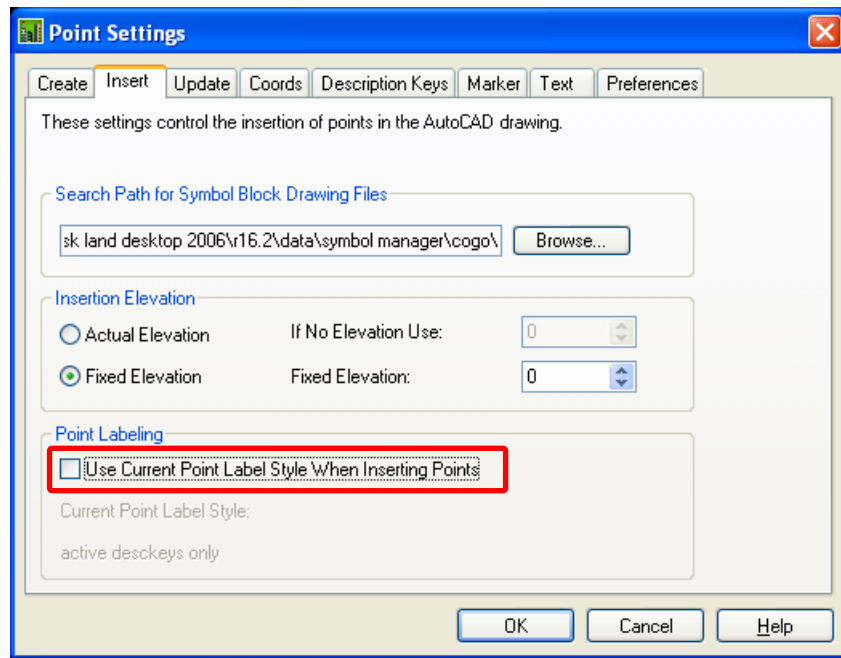 Point Settings
Create Insert Update Coords Description Keys Marker Text Preferences
These settings control the insertion of points in the AutoCAD drawing.
Search Path for Symbol Block Drawing Files
sk land desktop 2006\r16.2\data\symbol manager\cogo\ Browse...
Insertion Elevation
Actual Elevation If No Elevation Use: 0
Fixed Elevation Fixed Elevation: 0
Point Labeling
Use Current Point Label Style When Inserting Points
Current Point Label Style:
active desckeys only
OK Cancel Help